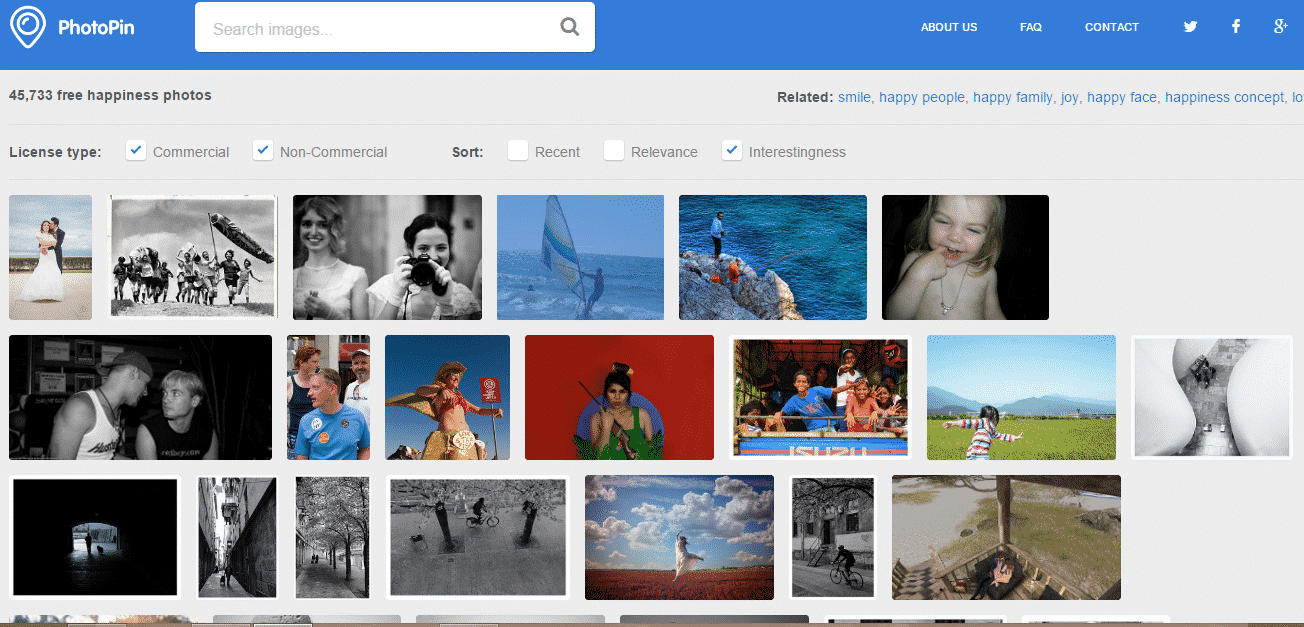 PhotoPin
Search images...
ABOUT US
FAQ
CONTACT
45,733 free happiness photos
Related: smile, happy people, happy family, joy, happy face, happiness concept, lo
License type:
Commercial
Non-Commercial
Sort:
Recent
Relevance
Interestingness
ISUZU